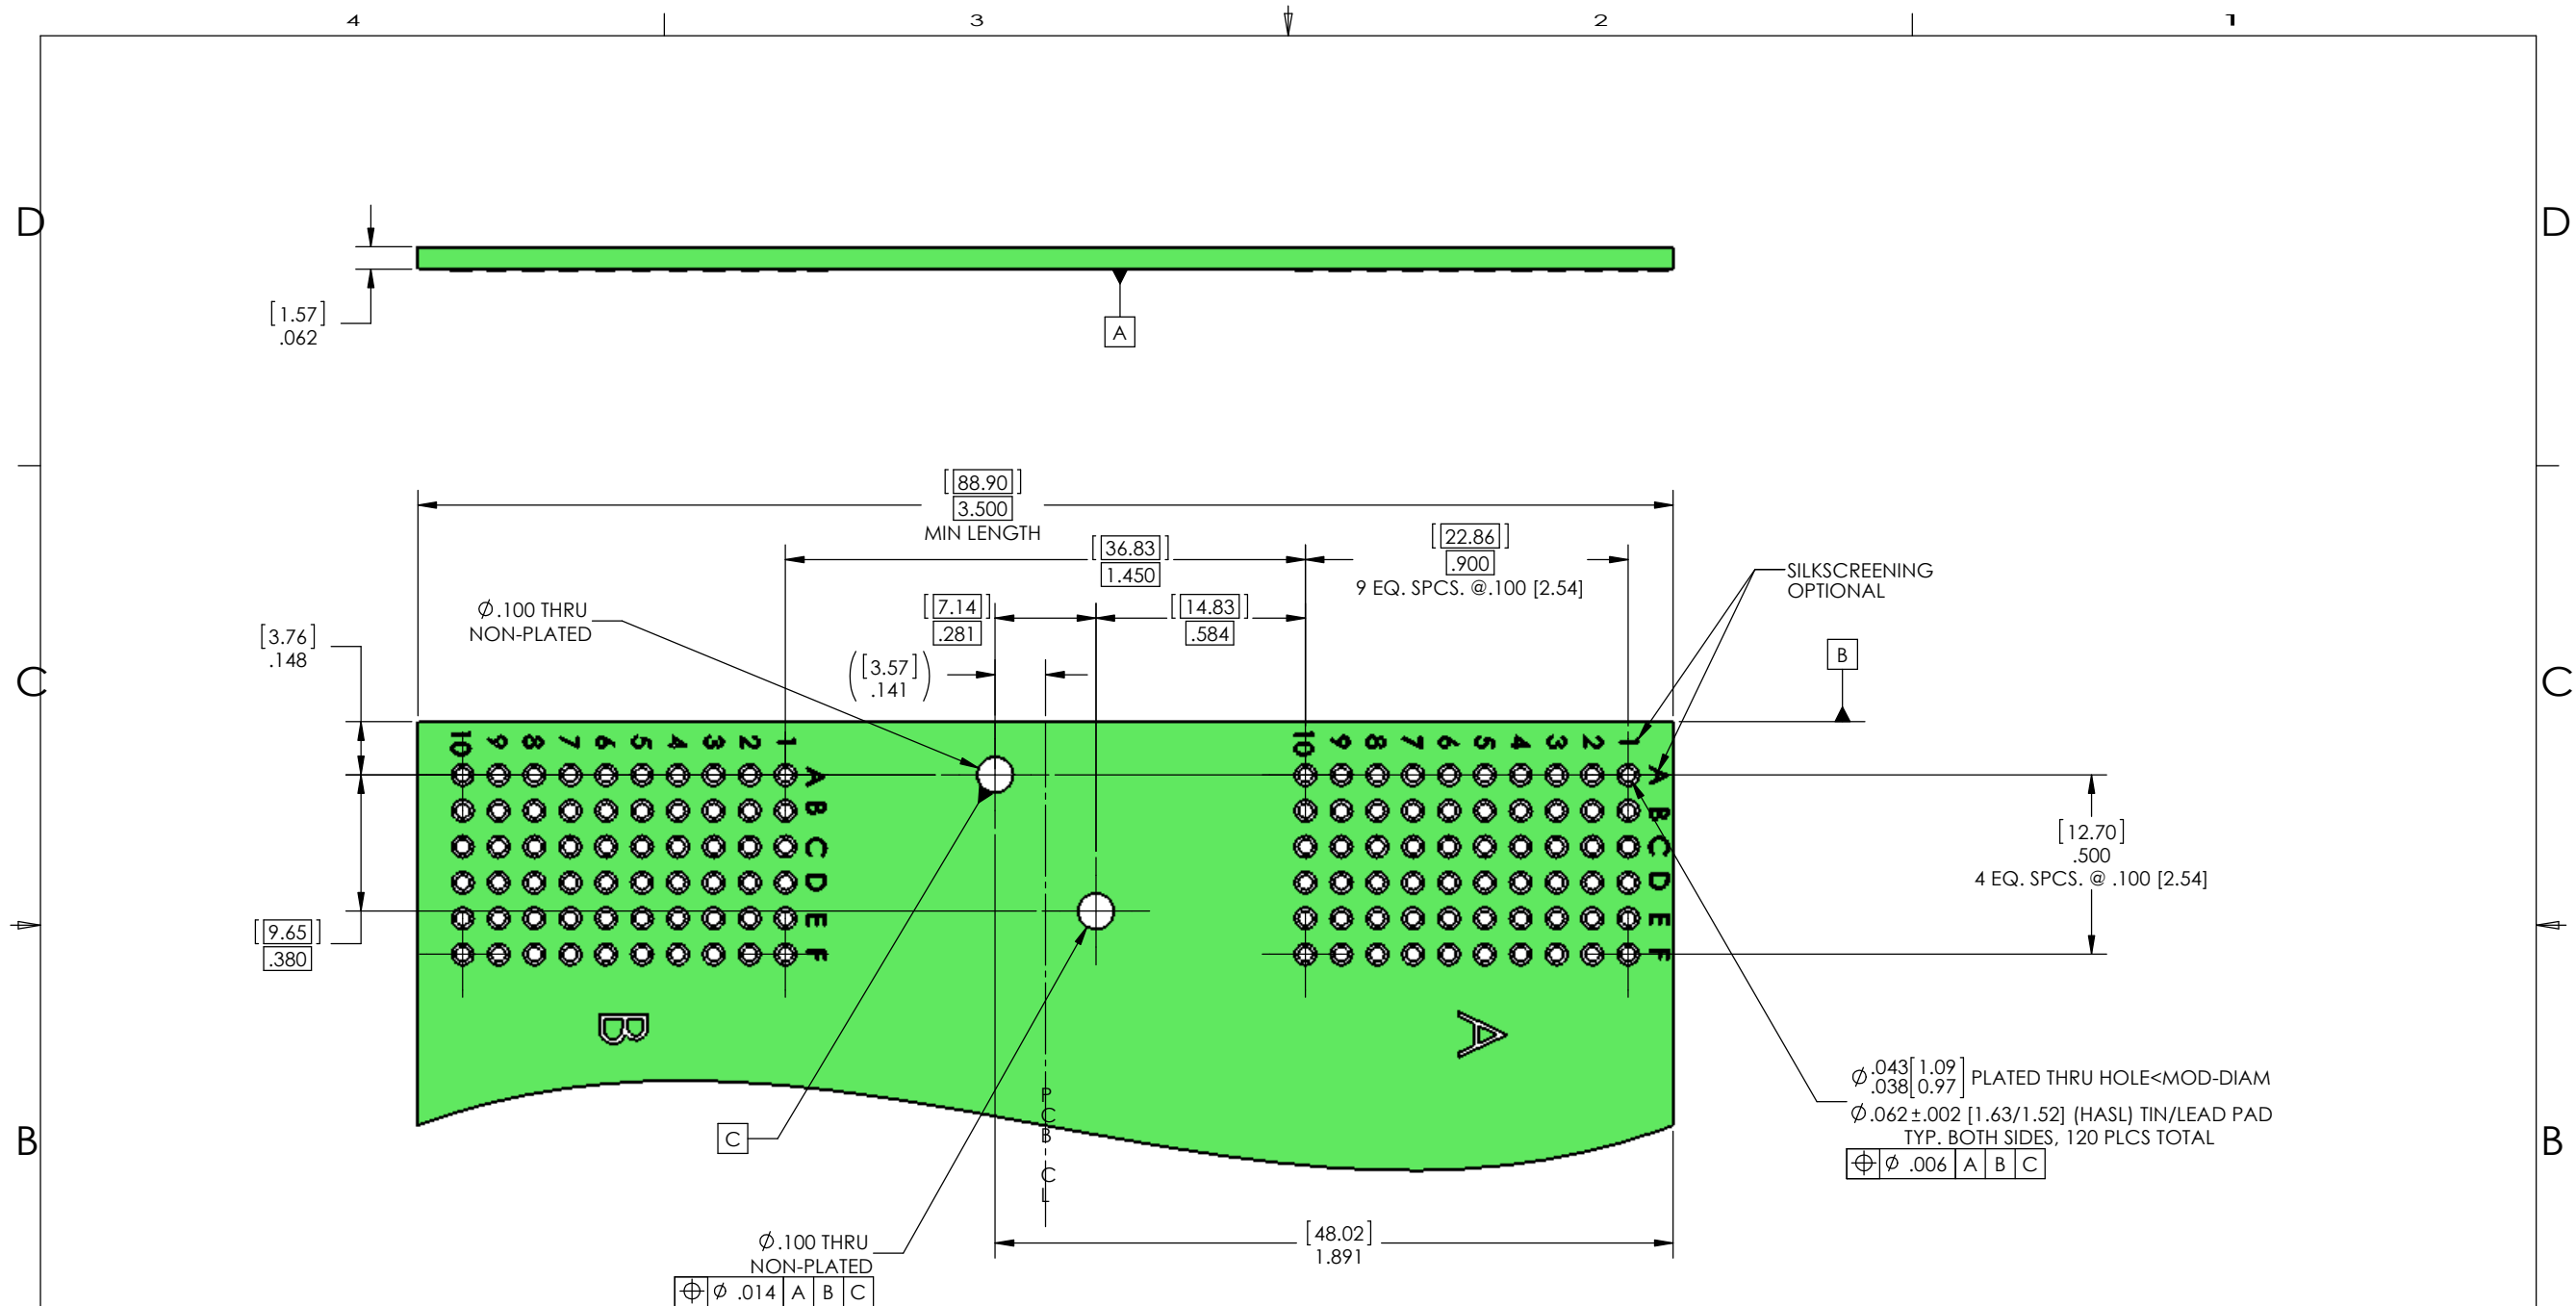 4 3 2 1
D D
[1.57]
.062
A
[88.90]
3.500
MIN LENGTH
[36.83]
1.450
[22.86]
.900
9 EQ. SPCS. @.100 [2.54]
SILKSCREENING
OPTIONAL
Ø.100 THRU
NON-PLATED
[7.14]
.281
[14.83]
.584
[3.76]
.148
([3.57]
.141)
B
C C
10 9 8 7 6 5 4 3 2 1
10 9 8 7 6 5 4 3 2 1
A
B
C
D
E
F
A
B
C
D
E
F
[12.70]
.500
4 EQ. SPCS. @ .100 [2.54]
[9.65]
.380
B
A
Ø.043[1.09]
.038[0.97] PLATED THRU HOLE<MOD-DIAM
Ø.062±.002 [1.63/1.52] (HASL) TIN/LEAD PAD
TYP. BOTH SIDES, 120 PLCS TOTAL
⌖ Ø .006 A B C
PCB CL
C
B B
Ø.100 THRU
NON-PLATED
⌖ Ø .014 A B C
[48.02]
1.891